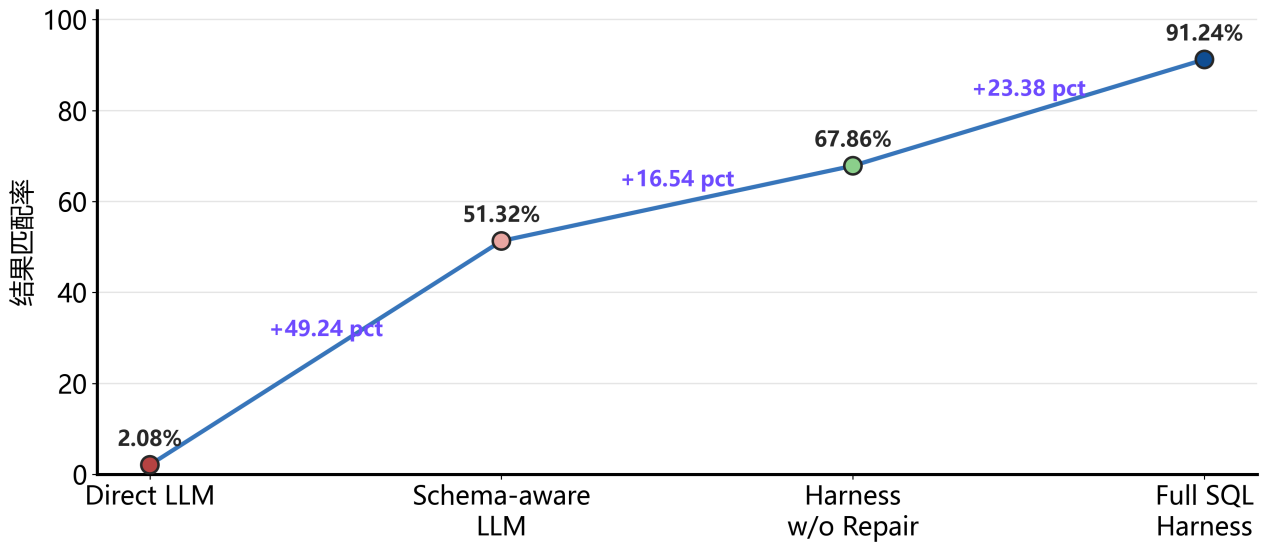 100
80
60
40
20
0
结果匹配率
2.08%
+49.24 pct
51.32%
+16.54 pct
67.86%
+23.38 pct
91.24%
Direct LLM
Schema-aware
LLM
Harness
w/o Repair
Full SQL
Harness